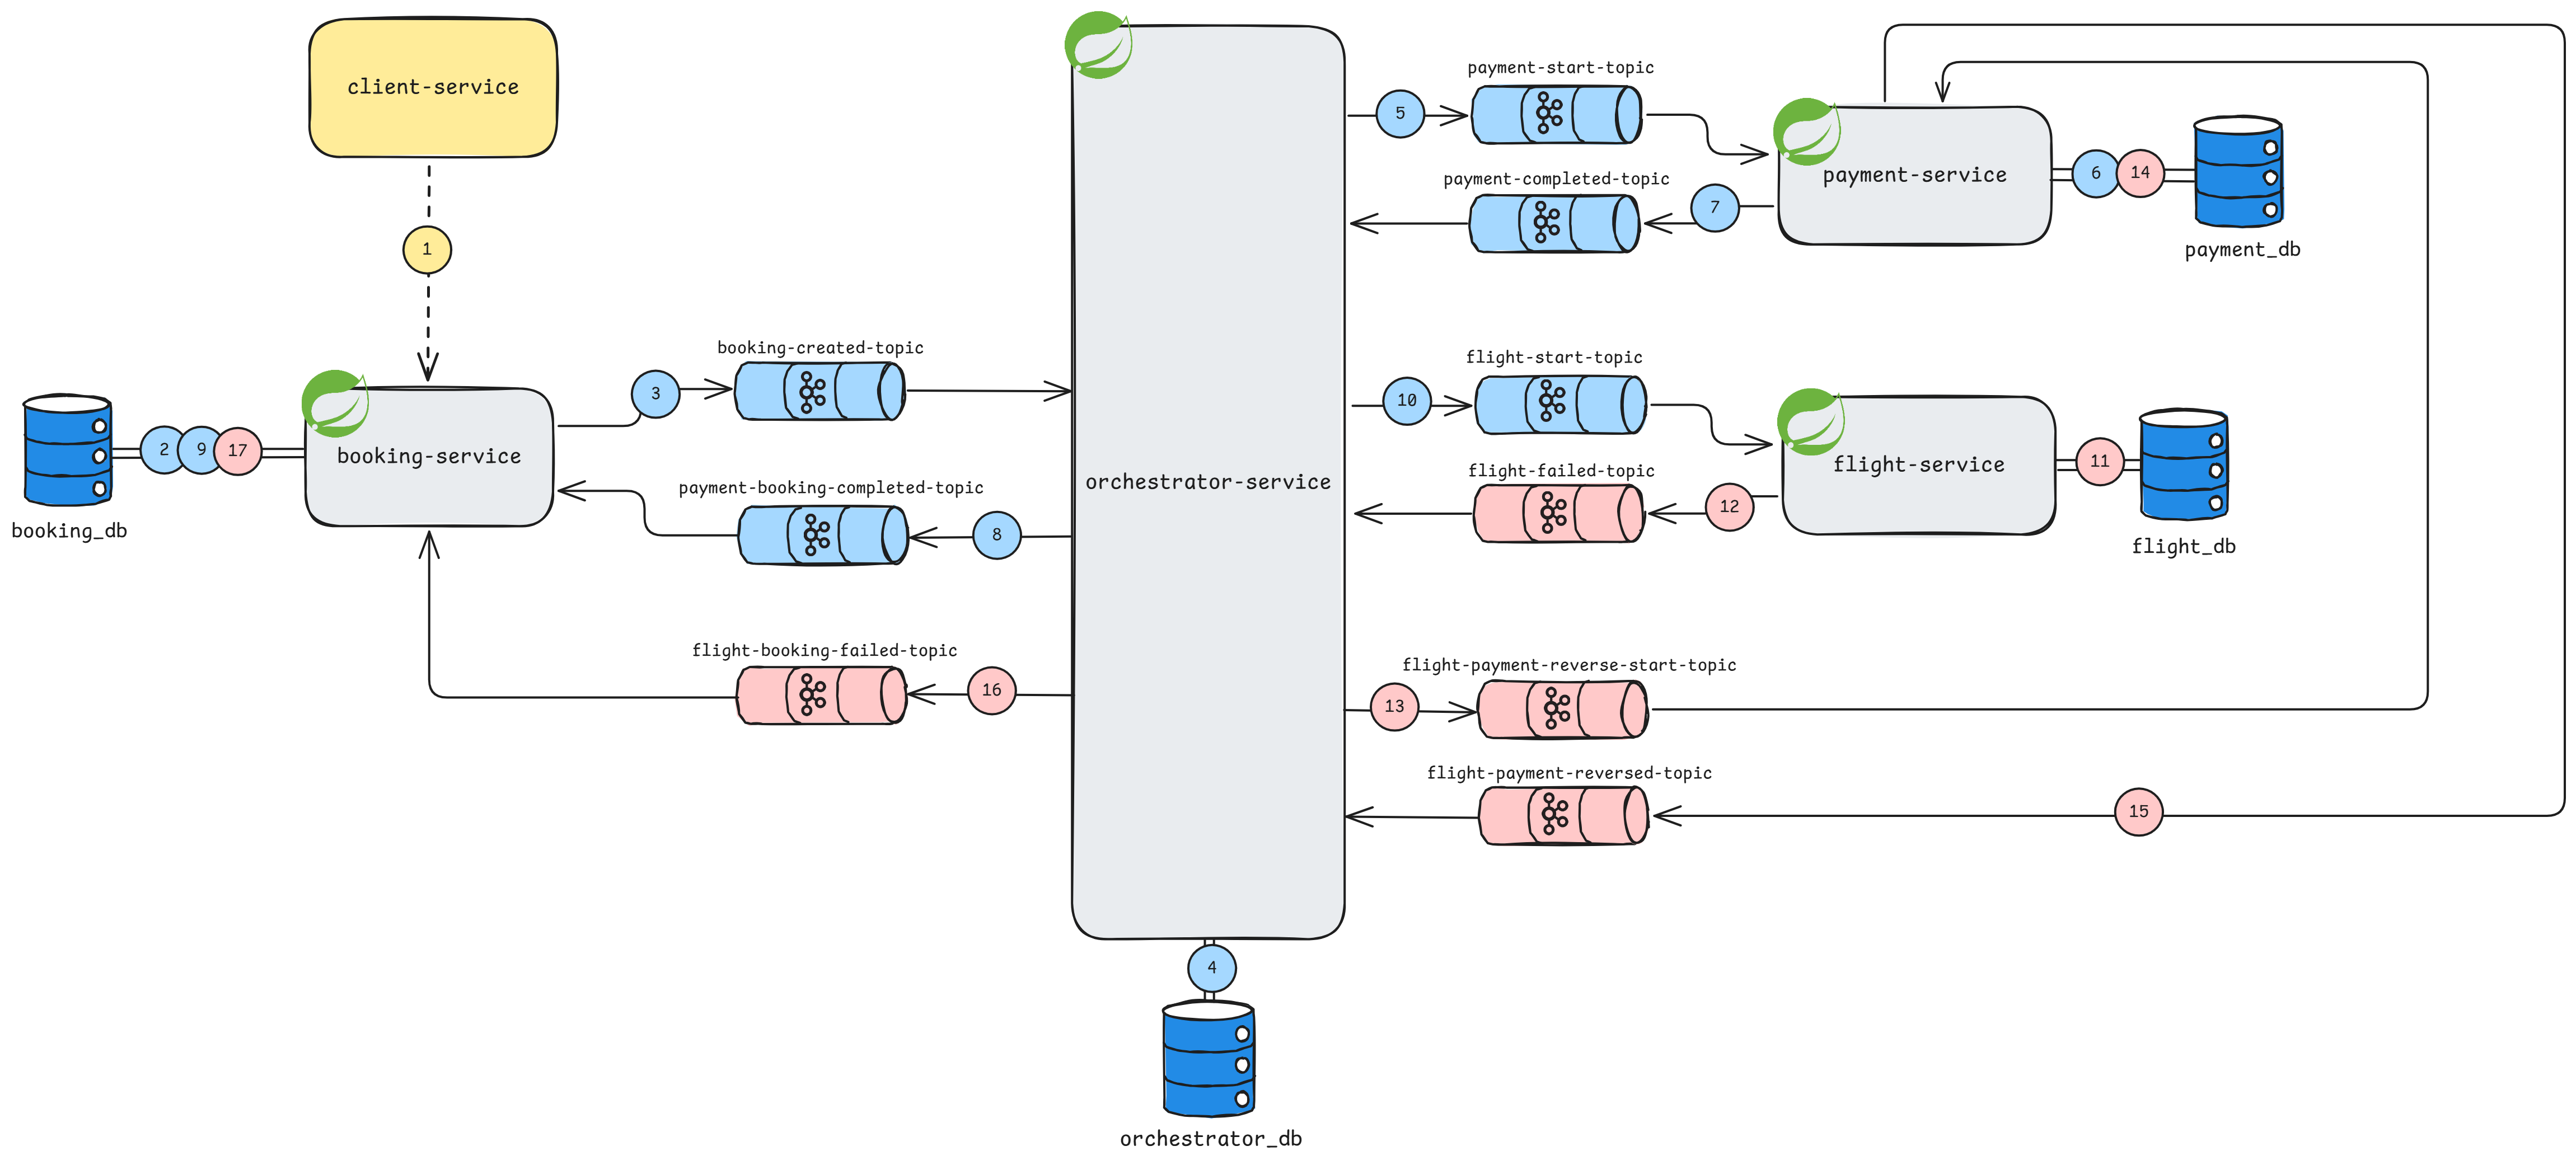 client-service
1
booking-service
2
9
17
booking_db
3
booking-created-topic
payment-booking-completed-topic
8
flight-booking-failed-topic
16
orchestrator-service
4
orchestrator_db
5
payment-start-topic
payment-completed-topic
7
payment-service
6
14
payment_db
10
flight-start-topic
flight-failed-topic
12
flight-service
11
flight_db
13
flight-payment-reverse-start-topic
flight-payment-reversed-topic
15